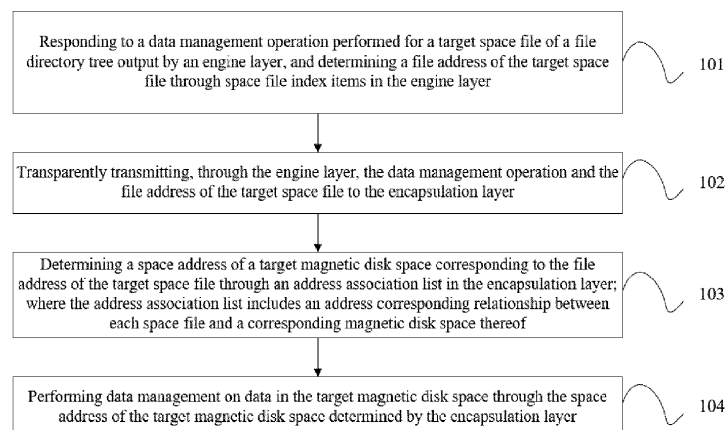 Responding to a data management operation performed for a target space file of a file
directory tree output by an engine layer, and determining a file address of the target space
file through space file index items in the engine layer
101
Transparently transmitting, through the engine layer, the data management operation and the
file address of the target space file to the encapsulation layer
102
Determining a space address of a target magnetic disk space corresponding to the file
address of the target space file through an address association list in the encapsulation layer;
where the address association list includes an address corresponding relationship between
each space file and a corresponding magnetic disk space thereof
103
Performing data management on data in the target magnetic disk space through the space
address of the target magnetic disk space determined by the encapsulation layer
104